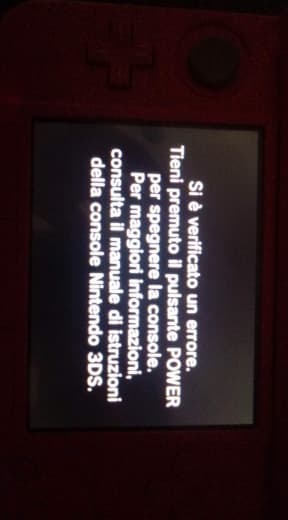 Si è verificato un errore.
Tieni premuto il pulsante POWER
per spegnere la console.
Per maggiori informazioni,
consulta il manuale di istruzioni
della console Nintendo 3DS.